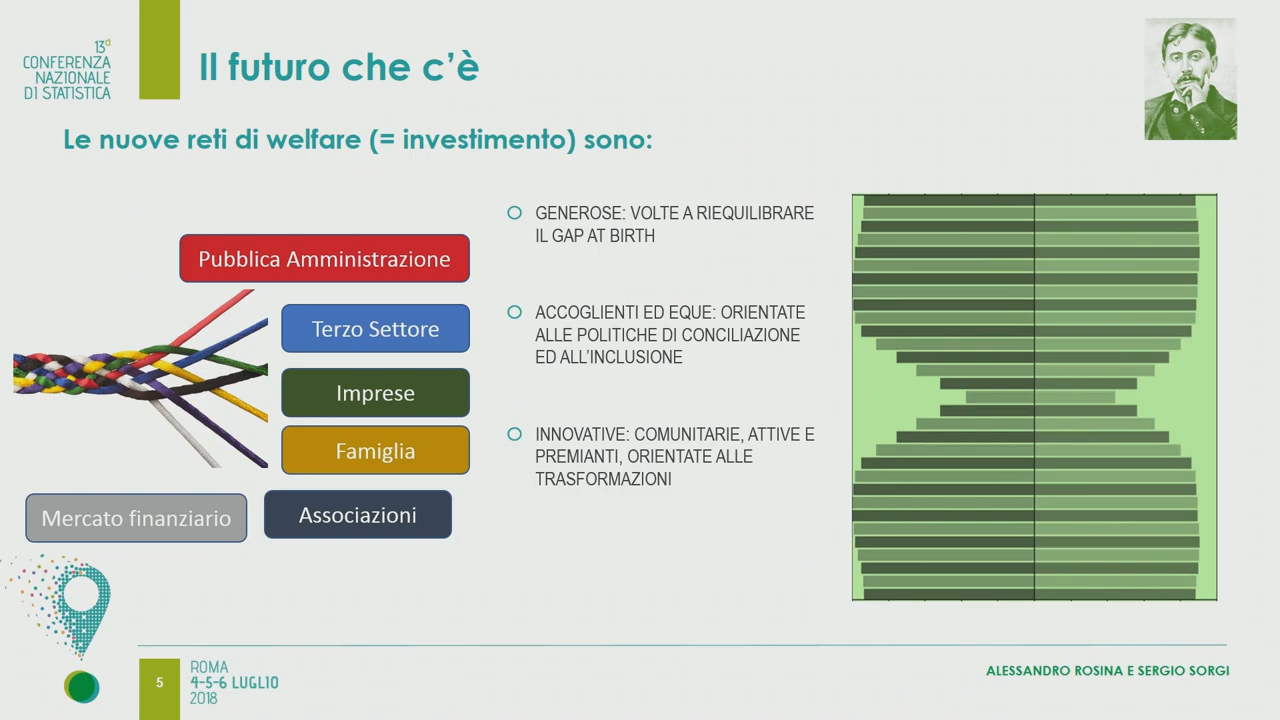 13ª
CONFERENZA
NAZIONALE
DI STATISTICA
Il futuro che c’è
Le nuove reti di welfare (= investimento) sono:
Pubblica Amministrazione
Terzo Settore
Imprese
Famiglia
Mercato finanziario
Associazioni
GENEROSE: VOLTE A RIEQUILIBRARE
IL GAP AT BIRTH
ACCOGLIENTI ED EQUE: ORIENTATE
ALLE POLITICHE DI CONCILIAZIONE
ED ALL’INCLUSIONE
INNOVATIVE: COMUNITARIE, ATTIVE E
PREMIANTI, ORIENTATE ALLE
TRASFORMAZIONI
5
ROMA
4-5-6 LUGLIO
2018
ALESSANDRO ROSINA E SERGIO SORGI